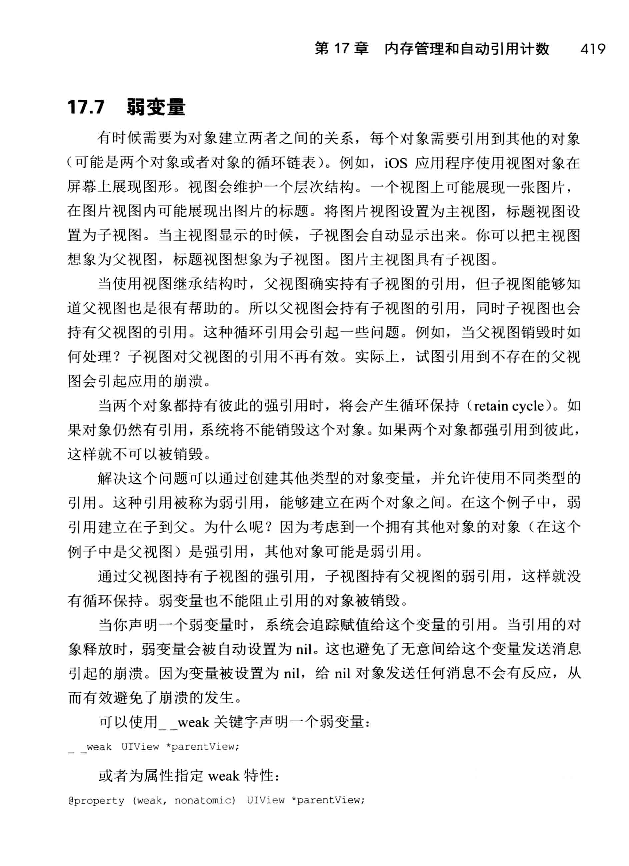 第 17 章 内存管理和自动引用计数 419
17.7 弱变量
有时候需要为对象建立两者之间的关系，每个对象需要引用到其他的对象
（可能是两个对象或者对象的循环链表）。例如，iOS 应用程序使用视图对象在
屏幕上展现图形。视图会维护一个层次结构。一个视图上可能展现一张图片，
在图片视图内可能展现出图片的标题。将图片视图设置为主视图，标题视图设
置为子视图。当主视图显示的时候，子视图会自动显示出来。你可以把主视图
想象为父视图，标题视图想象为子视图。图片主视图具有子视图。
当使用视图继承结构时，父视图确实持有子视图的引用，但子视图能够知
道父视图也是很有帮助的。所以父视图会持有子视图的引用，同时子视图也会
持有父视图的引用。这种循环引用会引起一些问题。例如，当父视图销毁时如
何处理？子视图对父视图的引用不再有效。实际上，试图引用到不存在的父视
图会引起应用的崩溃。
当两个对象都持有彼此的强引用时，将会产生循环保持（retain cycle）。如
果对象仍然有引用，系统将不能销毁这个对象。如果两个对象都强引用到彼此，
这样就不可以被销毁。
解决这个问题可以通过创建其他类型的对象变量，并允许使用不同类型的
引用。这种引用被称为弱引用，能够建立在两个对象之间。在这个例子中，弱
引用建立在子到父。为什么呢？因为考虑到一个拥有其他对象的对象（在这个
例子中是父视图）是强引用，其他对象可能是弱引用。
通过父视图持有子视图的强引用，子视图持有父视图的弱引用，这样就没
有循环保持。弱变量也不能阻止引用的对象被销毁。
当你声明一个弱变量时，系统会追踪赋值给这个变量的引用。当引用的对
象释放时，弱变量会被自动设置为 nil。这也避免了无意间给这个变量发送消息
引起的崩溃。因为变量被设置为 nil，给 nil 对象发送任何消息不会有反应，从
而有效避免了崩溃的发生。
可以使用_ _weak 关键字声明一个弱变量：
_ _weak UIView *parentView;
或者为属性指定 weak 特性：
@property (weak, nonatomic) UIView *parentView;